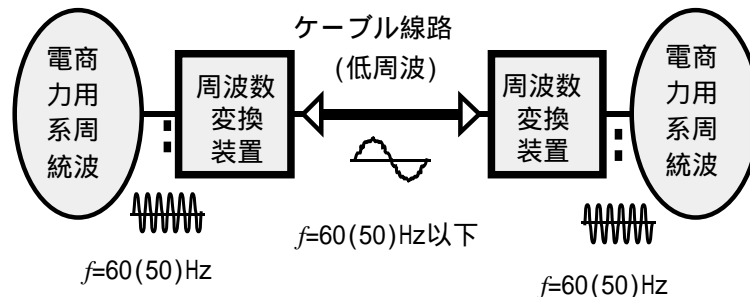 ケーブル線路
(低周波)
商用周波
電力系統
周波数
変換
装置
周波数
変換
装置
商用周波
電力系統
f=60(50)Hz
f=60(50)Hz以下
f=60(50)Hz